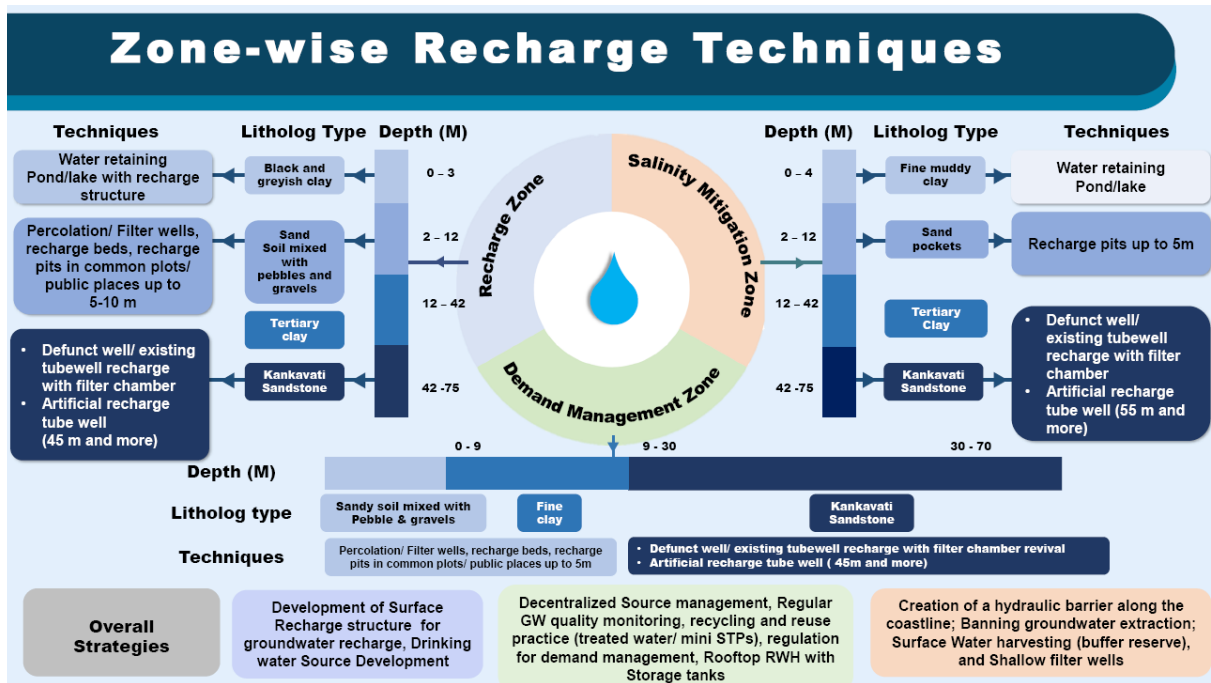 Zone-wise Recharge Techniques
Techniques
Litholog Type
Depth (M)
Water retaining
Pond/lake with recharge
structure
Black and
greyish clay
0 – 3
Percolation/ Filter wells,
recharge beds, recharge
pits in common plots/
public places up to
5-10 m
Sand
Soil mixed
with
pebbles and
gravels
2 – 12
Tertiary
clay
12 – 42
• Defunct well/ existing
tubewell recharge
with filter chamber
• Artificial recharge
tube well
(45 m and more)
Kankavati
Sandstone
42 -75
Recharge Zone
Salinity Mitigation Zone
Demand Management Zone
Depth (M)
Litholog Type
Techniques
0 – 4
Fine muddy
clay
Water retaining
Pond/lake
2 – 12
Sand
pockets
Recharge pits up to 5m
12 – 42
Tertiary
Clay
42 -75
Kankavati
Sandstone
• Defunct well/
existing tubewell
recharge with filter
chamber
• Artificial recharge
tube well (55 m and
more)
0 - 9
9 - 30
30 - 70
Depth (M)
Litholog type
Sandy soil mixed with
Pebble & gravels
Fine
clay
Kankavati
Sandstone
Techniques
Percolation/ Filter wells, recharge beds, recharge
pits in common plots/ public places up to 5m
• Defunct well/ existing tubewell recharge with filter chamber revival
• Artificial recharge tube well ( 45m and more)
Overall
Strategies
Development of Surface
Recharge structure for
groundwater recharge, Drinking
water Source Development
Decentralized Source management, Regular
GW quality monitoring, recycling and reuse
practice (treated water/ mini STPs), regulation
for demand management, Rooftop RWH with
Storage tanks
Creation of a hydraulic barrier along the
coastline; Banning groundwater extraction;
Surface Water harvesting (buffer reserve),
and Shallow filter wells